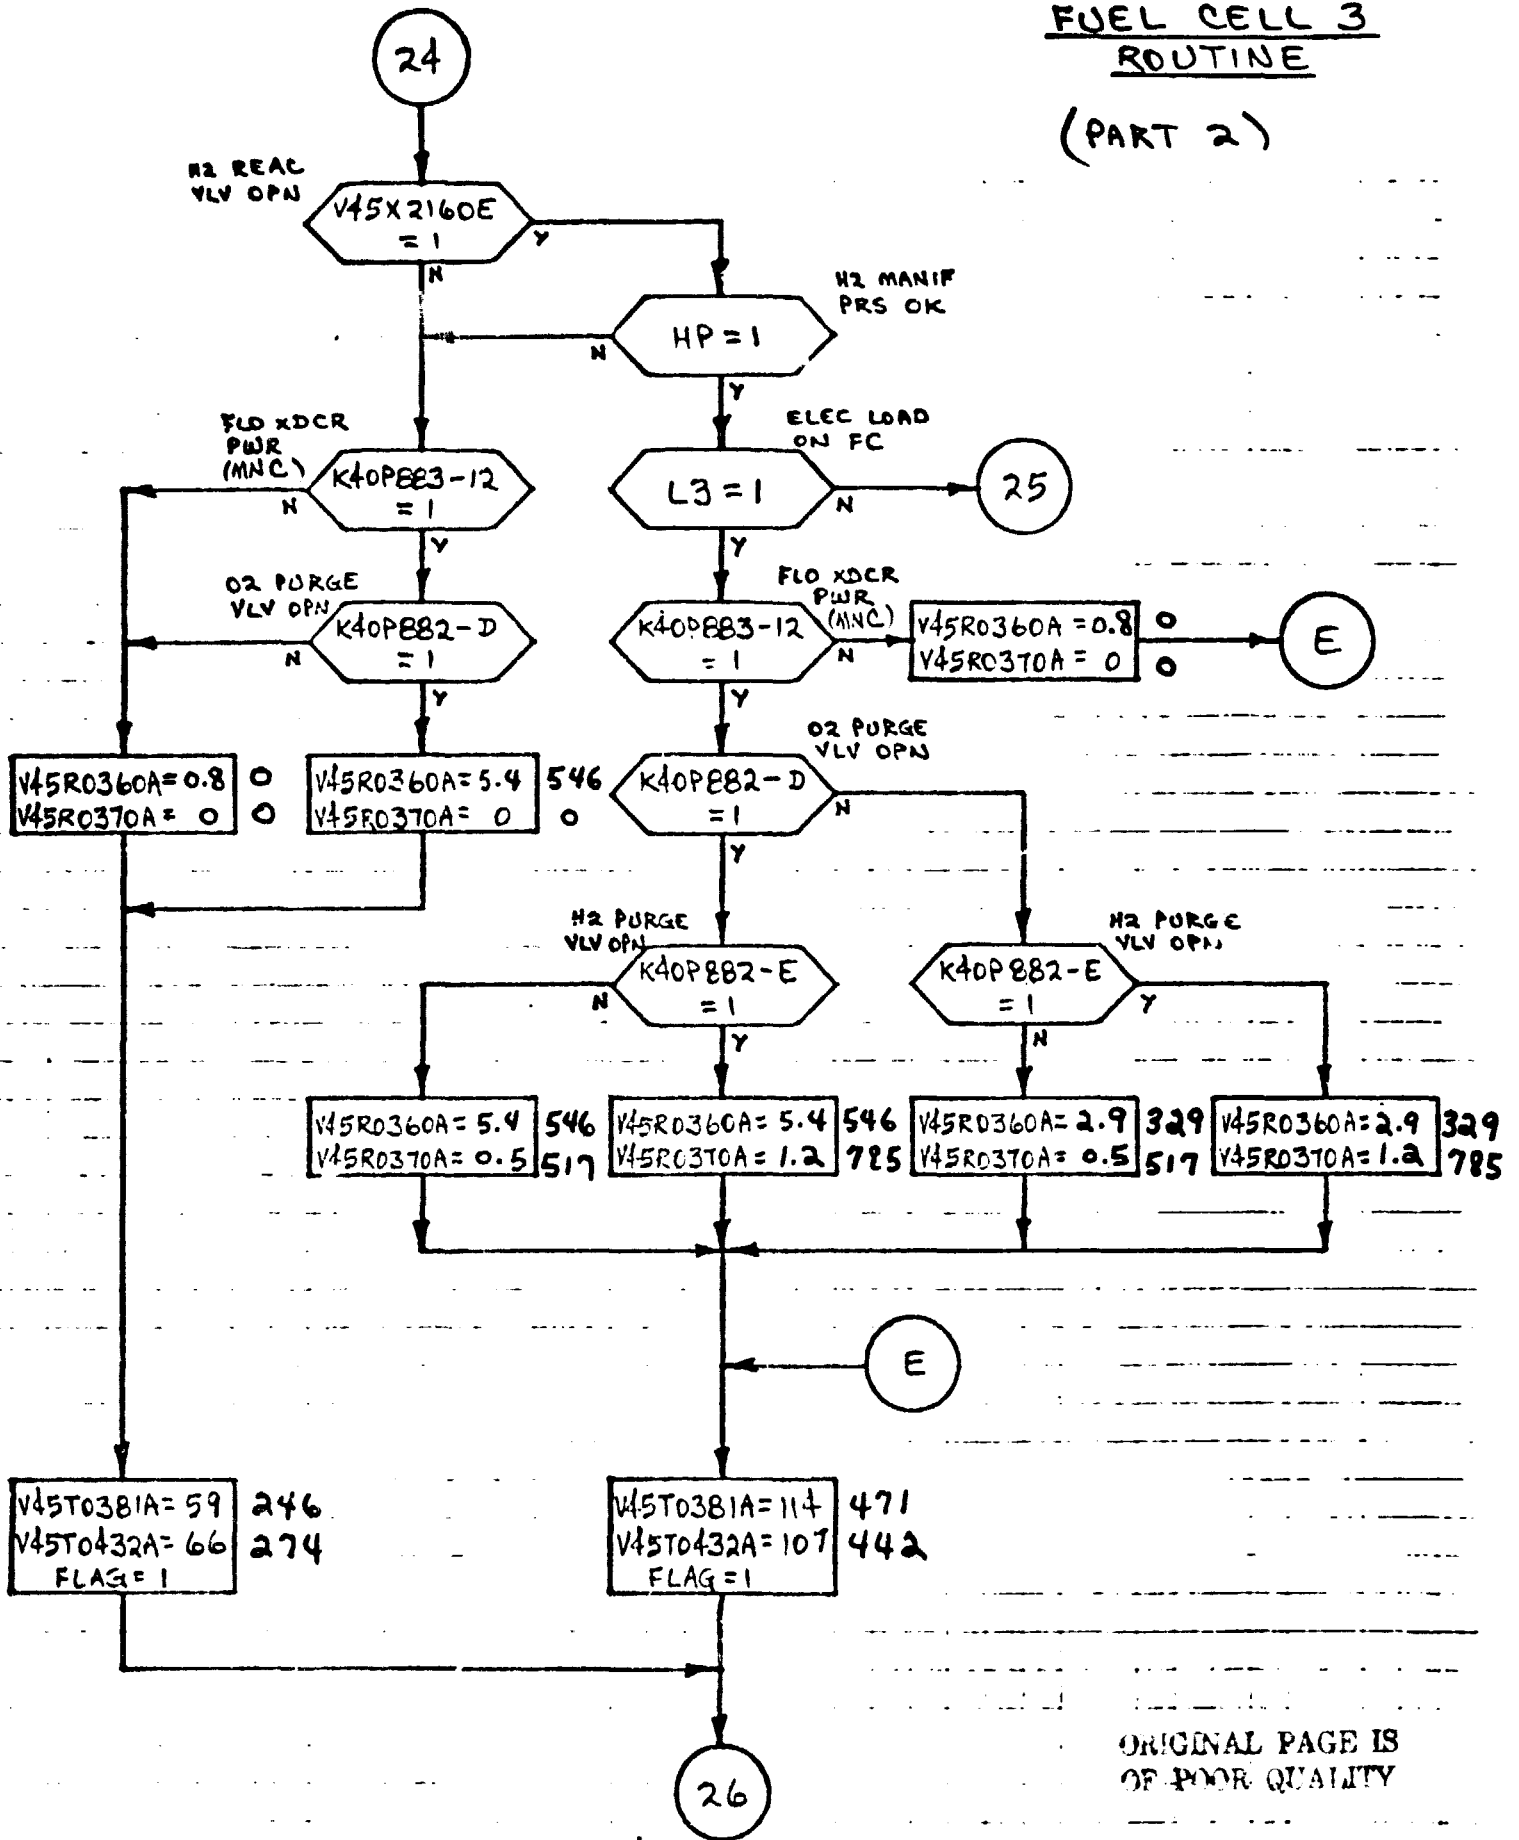 FUEL CELL 3
ROUTINE
(PART 2)
24
H2 REAC
VLV OPN
V45X2160E
= 1
Y
N
H2 MANIF
PRS OK
HP = 1
N
Y
FLO XDCR
PWR
(MNC)
K40P883-12
= 1
N
Y
ELEC LOAD
ON FC
L3 = 1
N
25
Y
O2 PURGE
VLV OPN
K40P882-D
= 1
N
Y
FLO XDCR
PWR
(MNC)
K40P883-12
= 1
N
Y
V45R0360A = 0.8 0
V45R0370A = 0 0
E
V45R0360A = 0.8 0
V45R0370A = 0 0
V45R0360A = 5.4 546
V45R0370A = 0 0
O2 PURGE
VLV OPN
K40P882-D
= 1
N
Y
H2 PURGE
VLV OPN
K40P882-E
= 1
N
Y
H2 PURGE
VLV OPN
K40P882-E
= 1
Y
N
V45R0360A = 5.4 546
V45R0370A = 0.5 517
V45R0360A = 5.4 546
V45R0370A = 1.2 785
V45R0360A = 2.9 329
V45R0370A = 0.5 517
V45R0360A = 2.9 329
V45R0370A = 1.2 785
E
V45T0381A = 59 246
V45T0432A = 66 274
FLAG = 1
V45T0381A = 114 471
V45T0432A = 107 442
FLAG = 1
26
ORIGINAL PAGE IS
OF POOR QUALITY